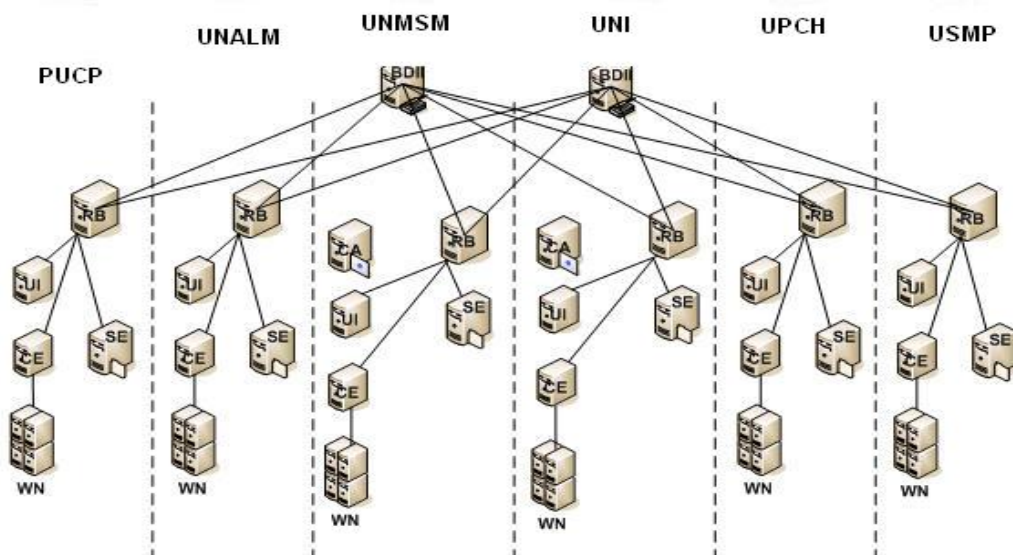 UNMSM UNI UPCH
UNALM USMP
PUCP
BDII BDII
RB RB RB RB
CA RB CA RB
UI UI UI UI
UI UI SE SE
CE SE CE SE CE SE CE SE
CE CE
WN WN WN WN
WN WN